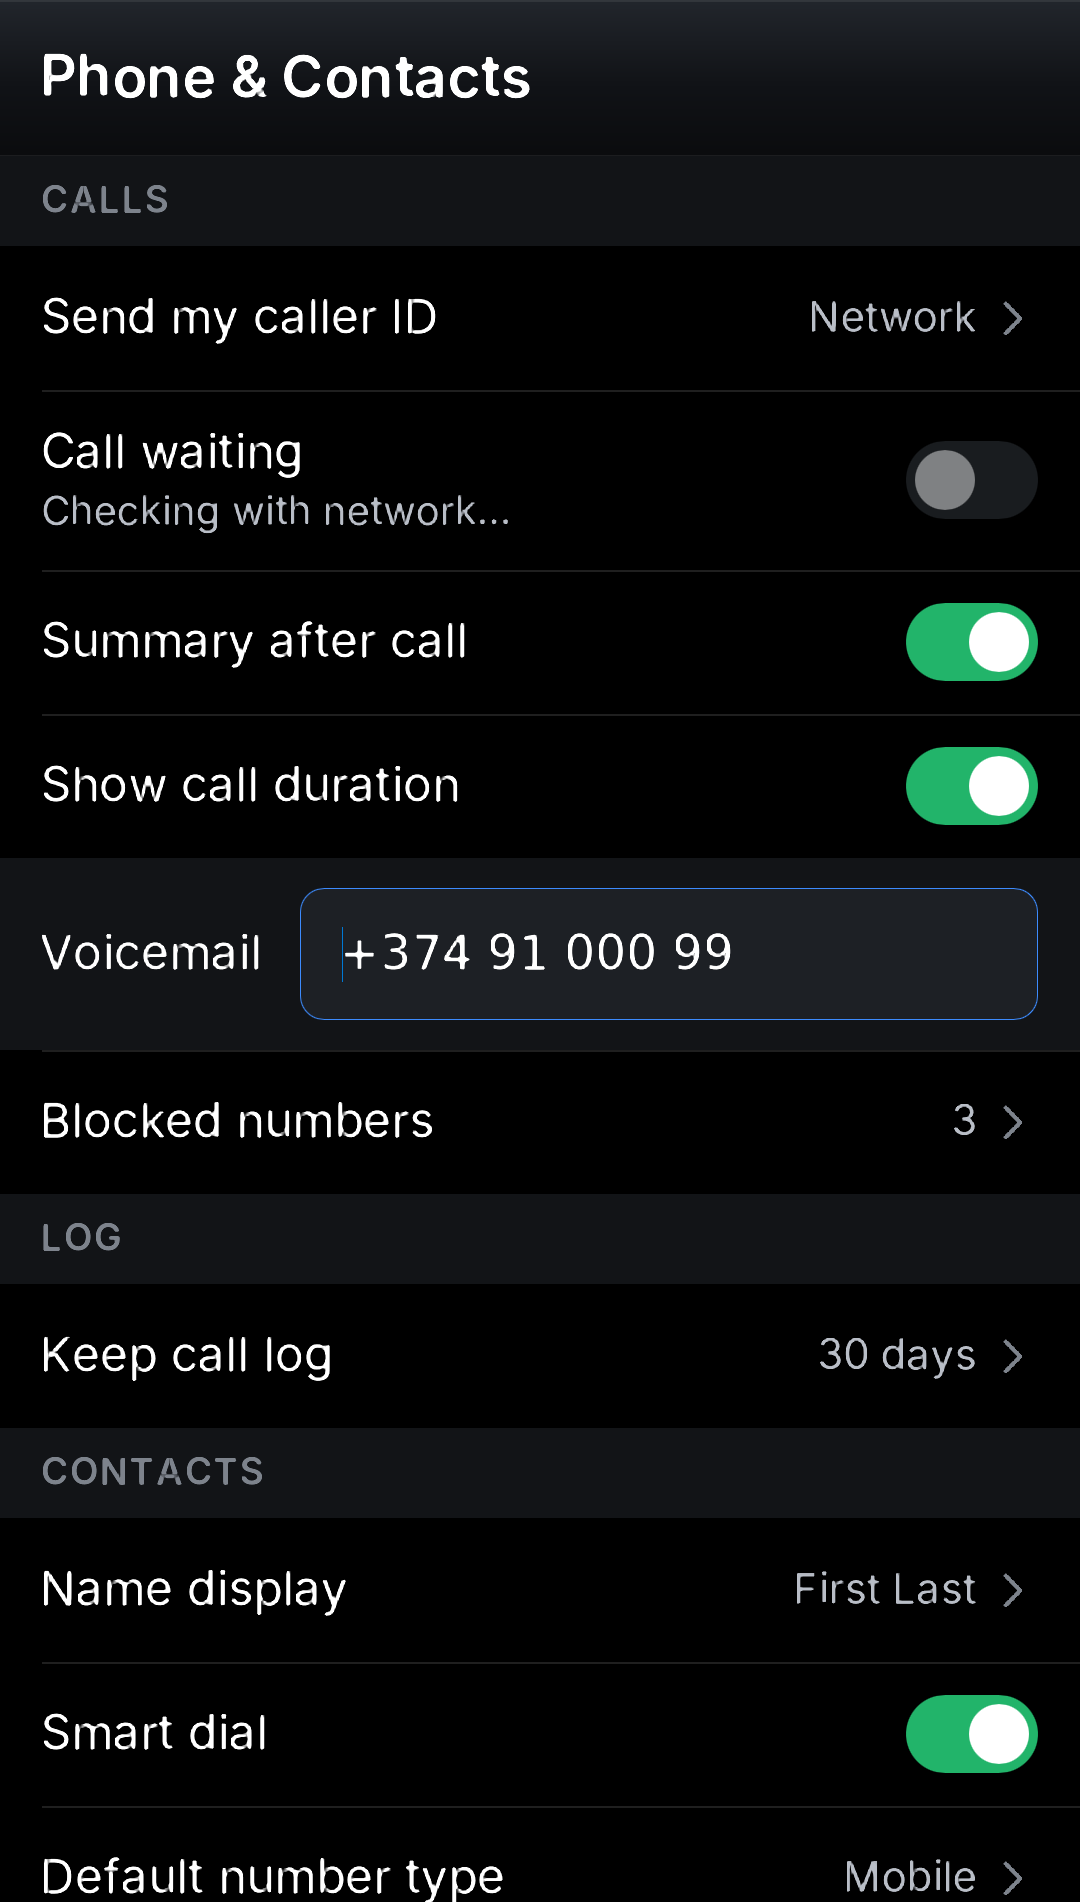 Phone & Contacts
CALLS
Send my caller ID
Network
Call waiting
Checking with network...
Summary after call
Show call duration
Voicemail
+374 91 000 99
Blocked numbers
3
LOG
Keep call log
30 days
CONTACTS
Name display
First Last
Smart dial
Default number type
Mobile